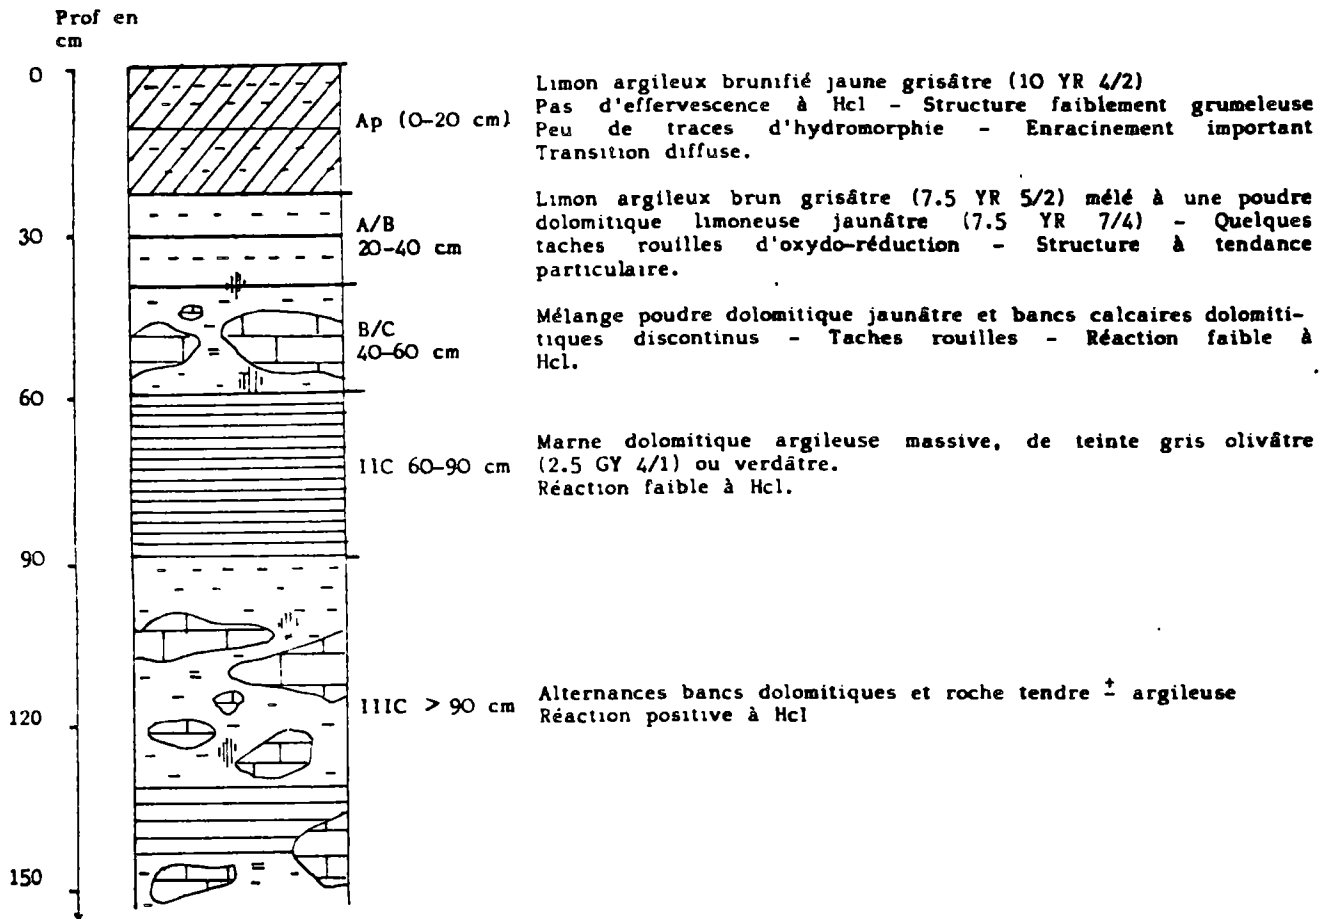 Prof en
cm
0
Ap (0-20 cm)
Limon argileux brunifié jaune grisâtre (10 YR 4/2)
Pas d'effervescence à Hcl - Structure faiblement grumeleuse
Peu de traces d'hydromorphie - Enracinement important
Transition diffuse.
30
A/B
20-40 cm
Limon argileux brun grisâtre (7.5 YR 5/2) mélé à une poudre
dolomitique limoneuse jaunâtre (7.5 YR 7/4) - Quelques
taches rouilles d'oxydo-réduction - Structure à tendance
particulaire.
B/C
40-60 cm
Mélange poudre dolomitique jaunâtre et bancs calcaires dolomiti-
tiques discontinus - Taches rouilles - Réaction faible à
Hcl.
60
IIC 60-90 cm
Marne dolomitique argileuse massive, de teinte gris olivâtre
(2.5 GY 4/1) ou verdâtre.
Réaction faible à Hcl.
90
IIIC > 90 cm
Alternances bancs dolomitiques et roche tendre ± argileuse
Réaction positive à Hcl
120
150